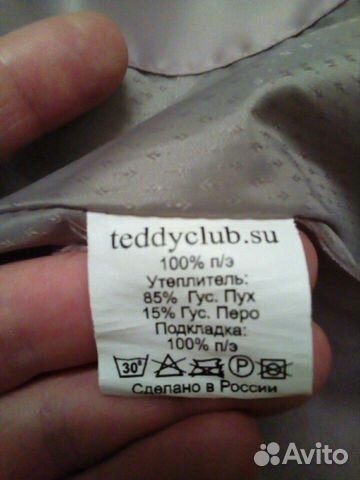 teddyclub.su
100% п/э
Утеплитель:
85% Гус. Пух
15% Гус. Перо
Подкладка:
100% п/э
30° P
Сделано в России
Avito